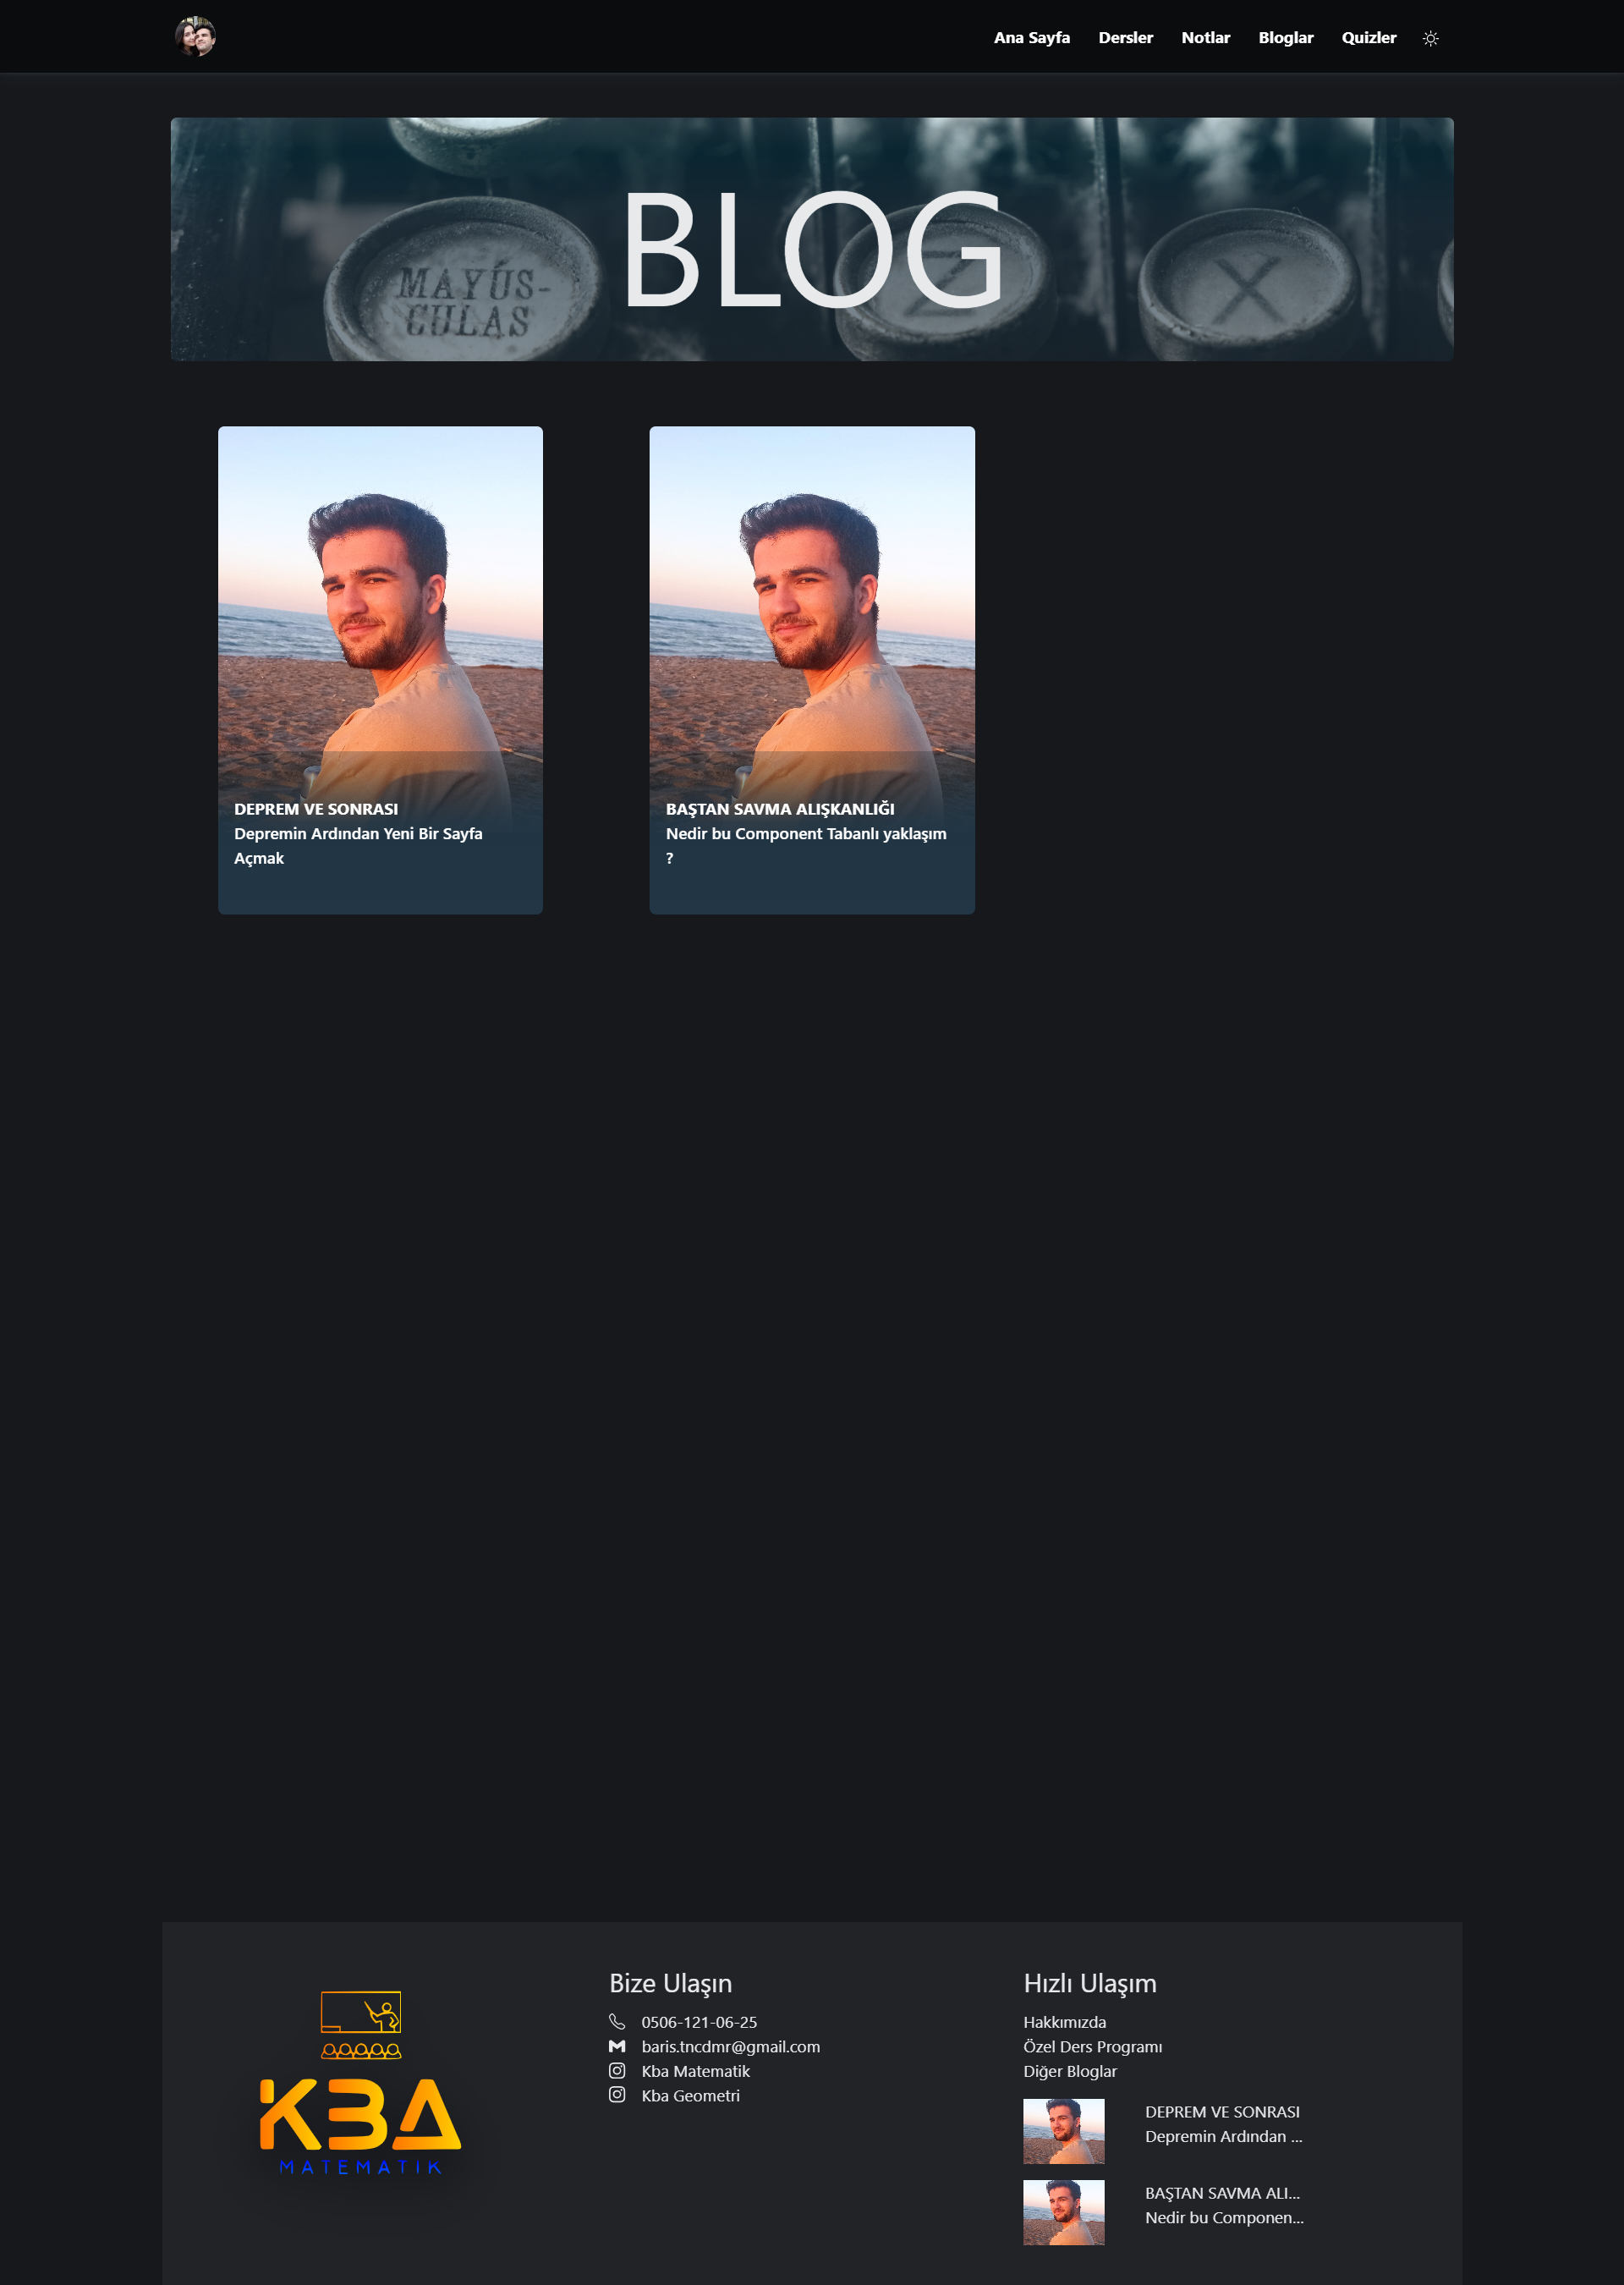 Ana Sayfa Dersler Notlar Bloglar Quizler
BLOG
MAYÚS-
CULAS
Z
X
DEPREM VE SONRASI
Depremin Ardından Yeni Bir Sayfa
Açmak
BAŞTAN SAVMA ALIŞKANLIĞI
Nedir bu Component Tabanlı yaklaşım
?
KBA
MATEMATIK
Bize Ulaşın
0506-121-06-25
baris.tncdmr@gmail.com
Kba Matematik
Kba Geometri
Hızlı Ulaşım
Hakkımızda
Özel Ders Programı
Diğer Bloglar
DEPREM VE SONRASI
Depremin Ardından ...
BAŞTAN SAVMA ALI...
Nedir bu Componen...